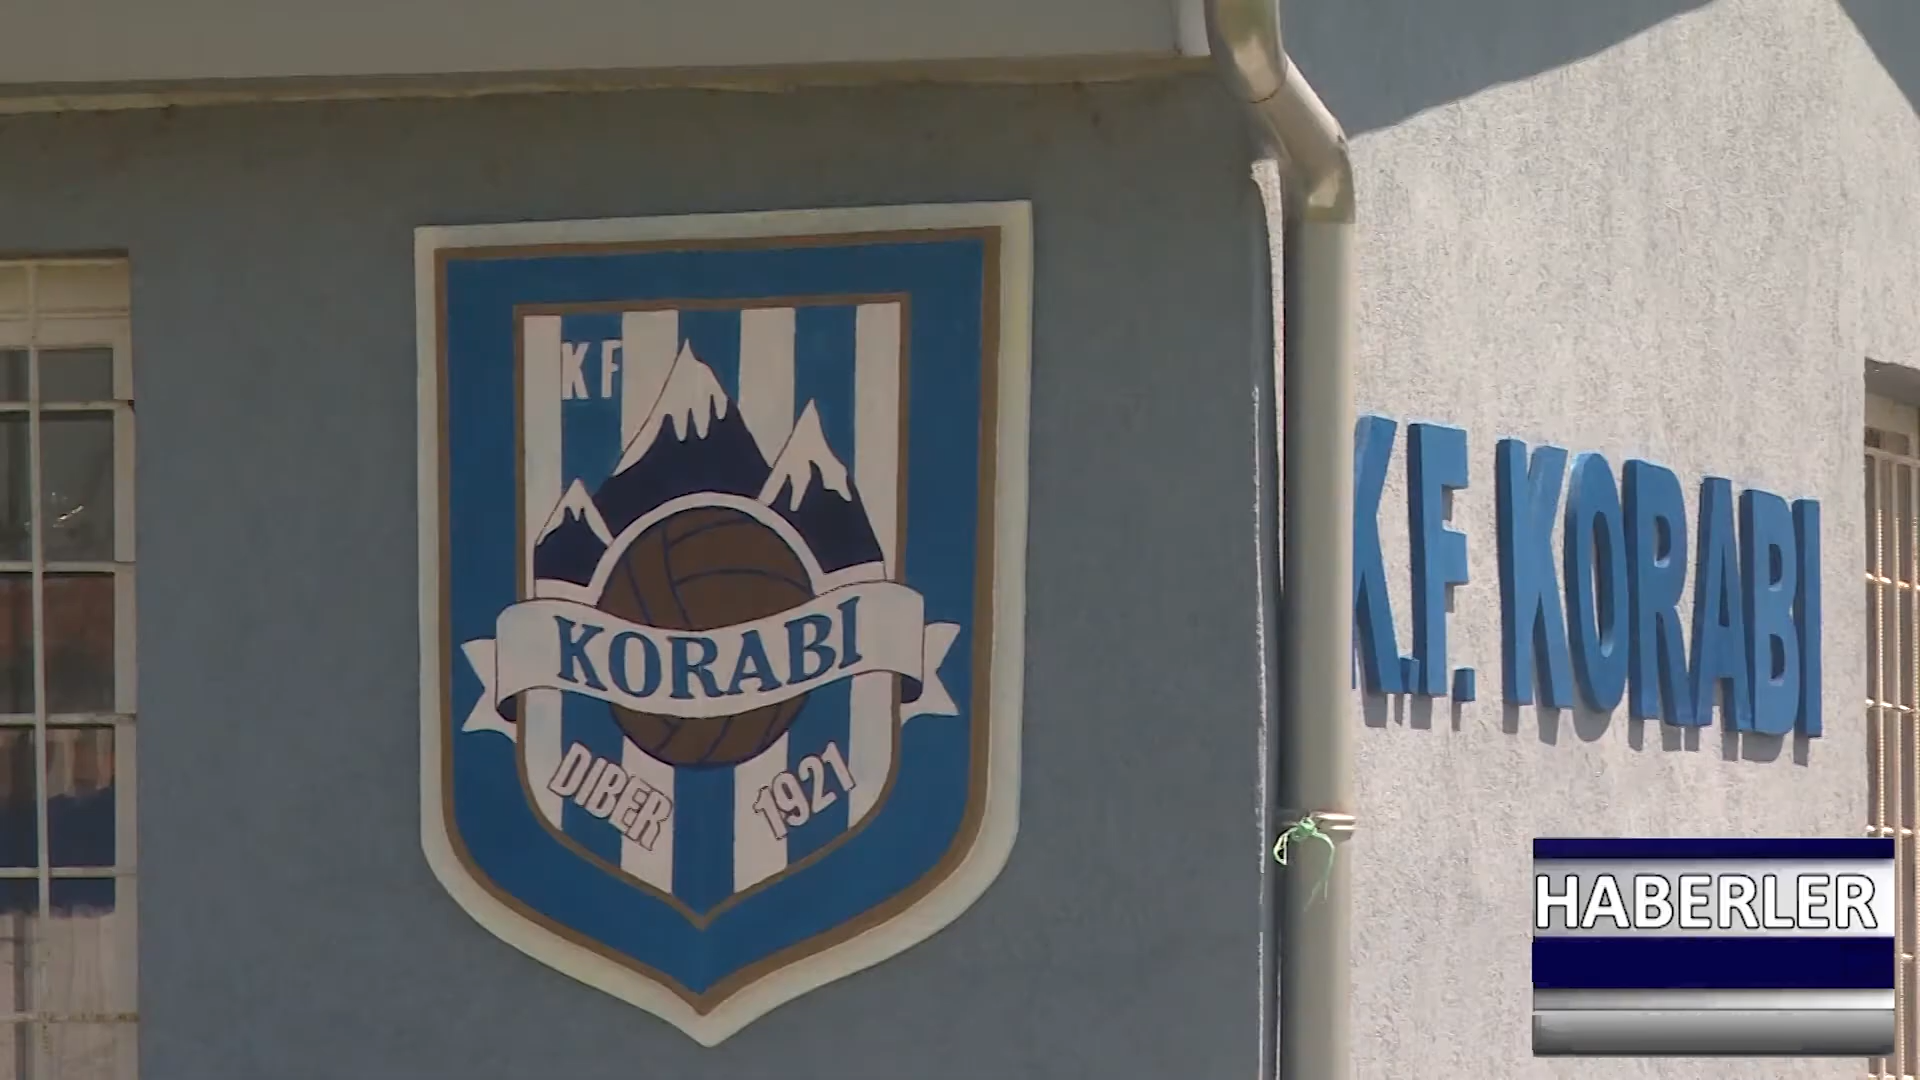 KF
KORABI
DIBER 1921
K.F. KORABI
HABERLER